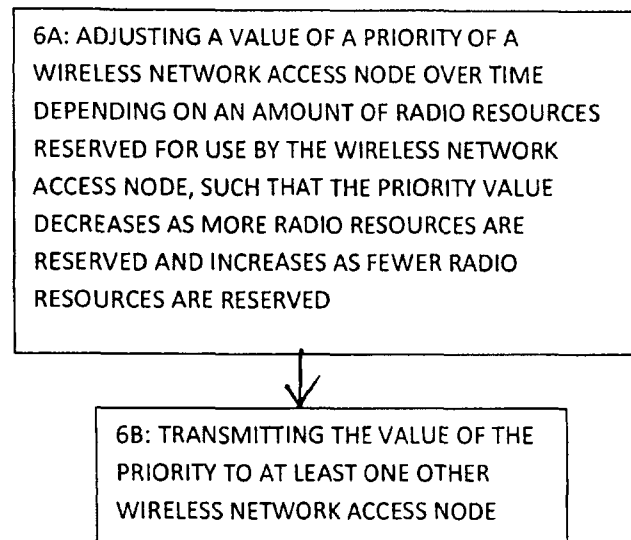 6A: ADJUSTING A VALUE OF A PRIORITY OF A
WIRELESS NETWORK ACCESS NODE OVER TIME
DEPENDING ON AN AMOUNT OF RADIO RESOURCES
RESERVED FOR USE BY THE WIRELESS NETWORK
ACCESS NODE, SUCH THAT THE PRIORITY VALUE
DECREASES AS MORE RADIO RESOURCES ARE
RESERVED AND INCREASES AS FEWER RADIO
RESOURCES ARE RESERVED
6B: TRANSMITTING THE VALUE OF THE
PRIORITY TO AT LEAST ONE OTHER
WIRELESS NETWORK ACCESS NODE